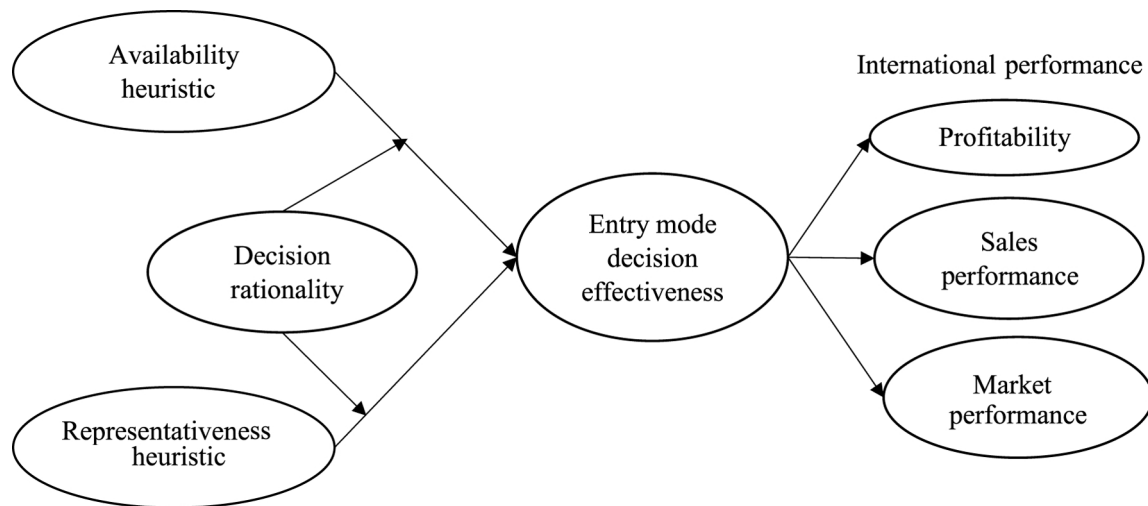 Availability
heuristic
Decision
rationality
Representativeness
heuristic
Entry mode
decision
effectiveness
International performance
Profitability
Sales
performance
Market
performance